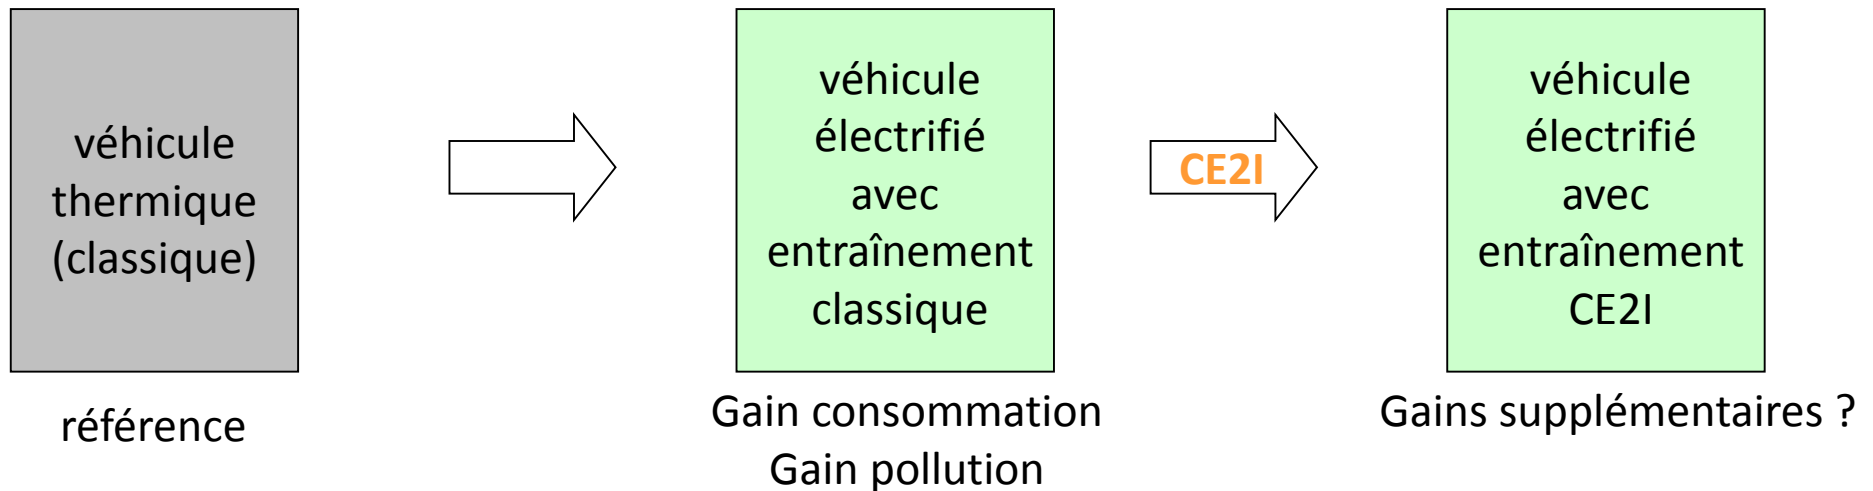 véhicule
thermique
(classique)
référence
véhicule
électrifié
avec
entraînement
classique
Gain consommation
Gain pollution
CE2I
véhicule
électrifié
avec
entraînement
CE2I
Gains supplémentaires ?